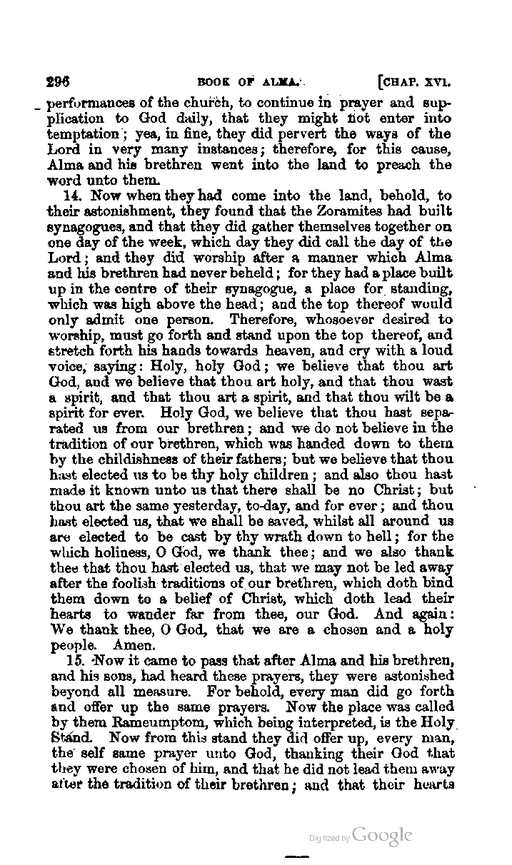 296 BOOK OF ALMA. [CHAP. XVI.
performances of the church, to continue in prayer and sup-
plication to God daily, that they might not enter into
temptation; yea, in fine, they did pervert the ways of the
Lord in very many instances; therefore, for this cause,
Alma and his brethren went into the land to preach the
word unto them.
14. Now when they had come into the land, behold, to
their astonishment, they found that the Zoramites had built
synagogues, and that they did gather themselves together on
one day of the week, which day they did call the day of the
Lord; and they did worship after a manner which Alma
and his brethren had never beheld; for they had a place built
up in the centre of their synagogue, a place for standing,
which was high above the head; and the top thereof would
only admit one person. Therefore, whosoever desired to
worship, must go forth and stand upon the top thereof, and
stretch forth his hands towards heaven, and cry with a loud
voice, saying: Holy, holy God; we believe that thou art
God, and we believe that thou art holy, and that thou wast
a spirit, and that thou art a spirit, and that thou wilt be a
spirit for ever. Holy God, we believe that thou hast sepa-
rated us from our brethren; and we do not believe in the
tradition of our brethren, which was handed down to them
by the childishness of their fathers; but we believe that thou
hast elected us to be thy holy children; and also thou hast
made it known unto us that there shall be no Christ; but
thou art the same yesterday, to-day, and for ever; and thou
hast elected us, that we shall be saved, whilst all around us
are elected to be cast by thy wrath down to hell; for the
which holiness, O God, we thank thee; and we also thank
thee that thou hast elected us, that we may not be led away
after the foolish traditions of our brethren, which doth bind
them down to a belief of Christ, which doth lead their
hearts to wander far from thee, our God. And again:
We thank thee, O God, that we are a chosen and a holy
people. Amen.
15. Now it came to pass that after Alma and his brethren,
and his sons, had heard these prayers, they were astonished
beyond all measure. For behold, every man did go forth
and offer up the same prayers. Now the place was called
by them Rameumptom, which being interpreted, is the Holy
Stand. Now from this stand they did offer up, every man,
the self same prayer unto God, thanking their God that
they were chosen of him, and that he did not lead them away
after the tradition of their brethren; and that their hearts
Digitized by Google